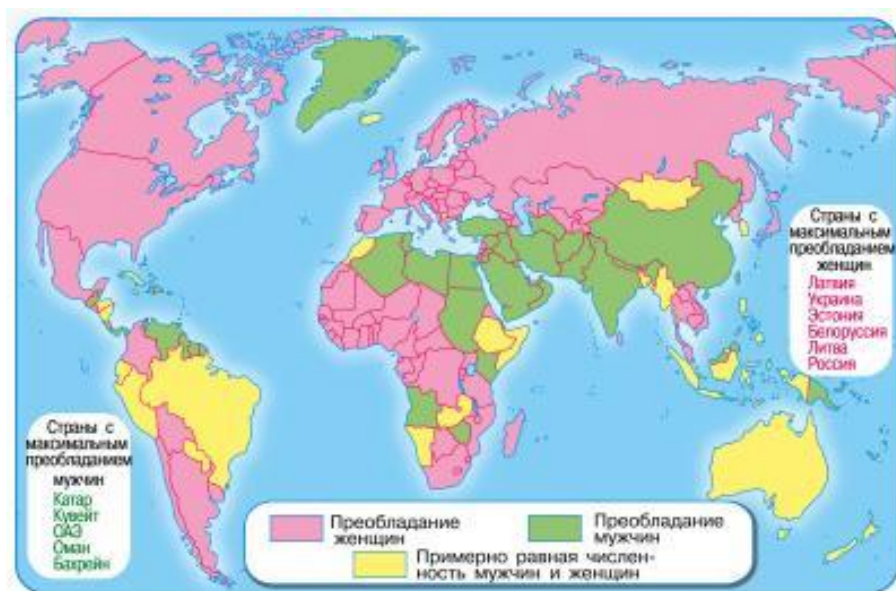 Страны с
максимальным
преобладанием
женщин
Латвия
Украина
Эстония
Белоруссия
Литва
Россия
Страны с
максимальным
преобладанием
мужчин
Катар
Кувейт
ОАЭ
Оман
Бахрейн
Преобладание
женщин
Преобладание
мужчин
Примерно равная числен-
ность мужчин и женщин